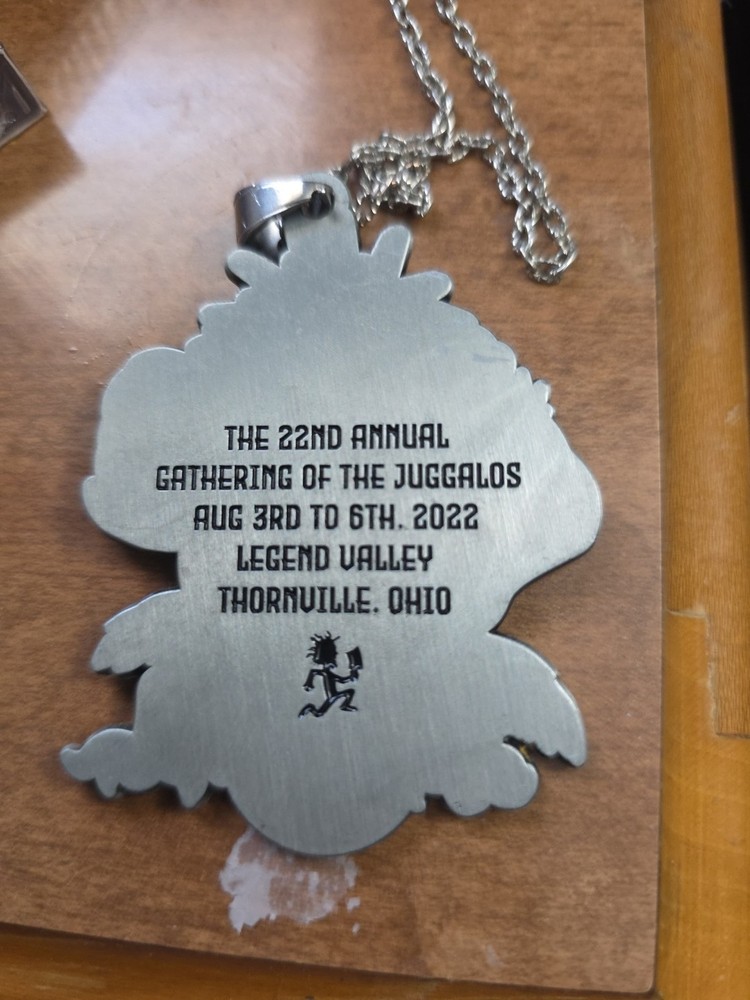 THE 22ND ANNUAL
GATHERING OF THE JUGGALOS
AUG 3RD TO 6TH. 2022
LEGEND VALLEY
THORNVILLE. OHIO